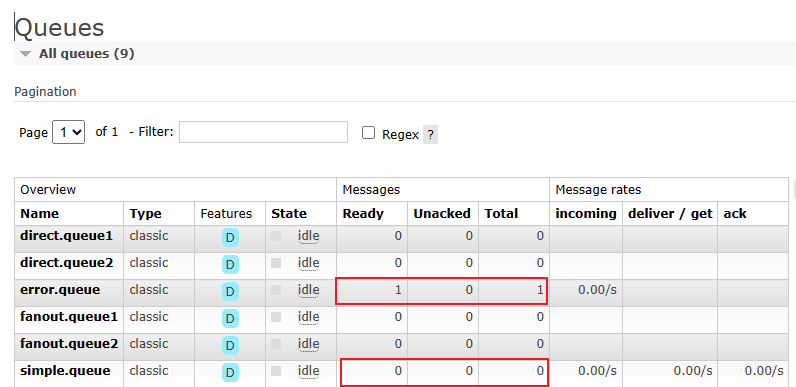 Queues
All queues (9)
Pagination
Page 1 of 1 - Filter: Regex ?
Overview Messages Message rates
Name Type Features State Ready Unacked Total incoming deliver / get ack
direct.queue1 classic D idle 0 0 0
direct.queue2 classic D idle 0 0 0
error.queue classic D idle 1 0 1 0.00/s
fanout.queue1 classic D idle 0 0 0
fanout.queue2 classic D idle 0 0 0
simple.queue classic D idle 0 0 0 0.00/s 0.00/s 0.00/s